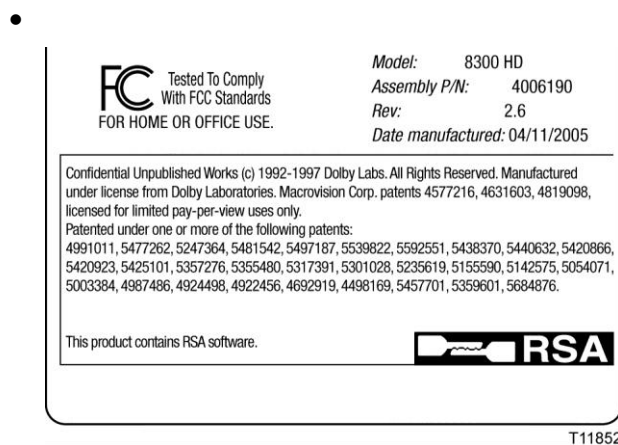 FC Tested To Comply
With FCC Standards
FOR HOME OR OFFICE USE.
Model: 8300 HD
Assembly P/N: 4006190
Rev: 2.6
Date manufactured: 04/11/2005
Confidential Unpublished Works (c) 1992-1997 Dolby Labs. All Rights Reserved. Manufactured
under license from Dolby Laboratories. Macrovision Corp. patents 4577216, 4631603, 4819098,
licensed for limited pay-per-view uses only.
Patented under one or more of the following patents:
4991011, 5477262, 5247364, 5481542, 5497187, 5539822, 5592551, 5438370, 5440632, 5420866,
5420923, 5425101, 5357276, 5355480, 5317391, 5301028, 5235619, 5155590, 5142575, 5054071,
5003384, 4987486, 4924498, 4922456, 4692919, 4498169, 5457701, 5359601, 5684876.
This product contains RSA software.
RSA
T11852